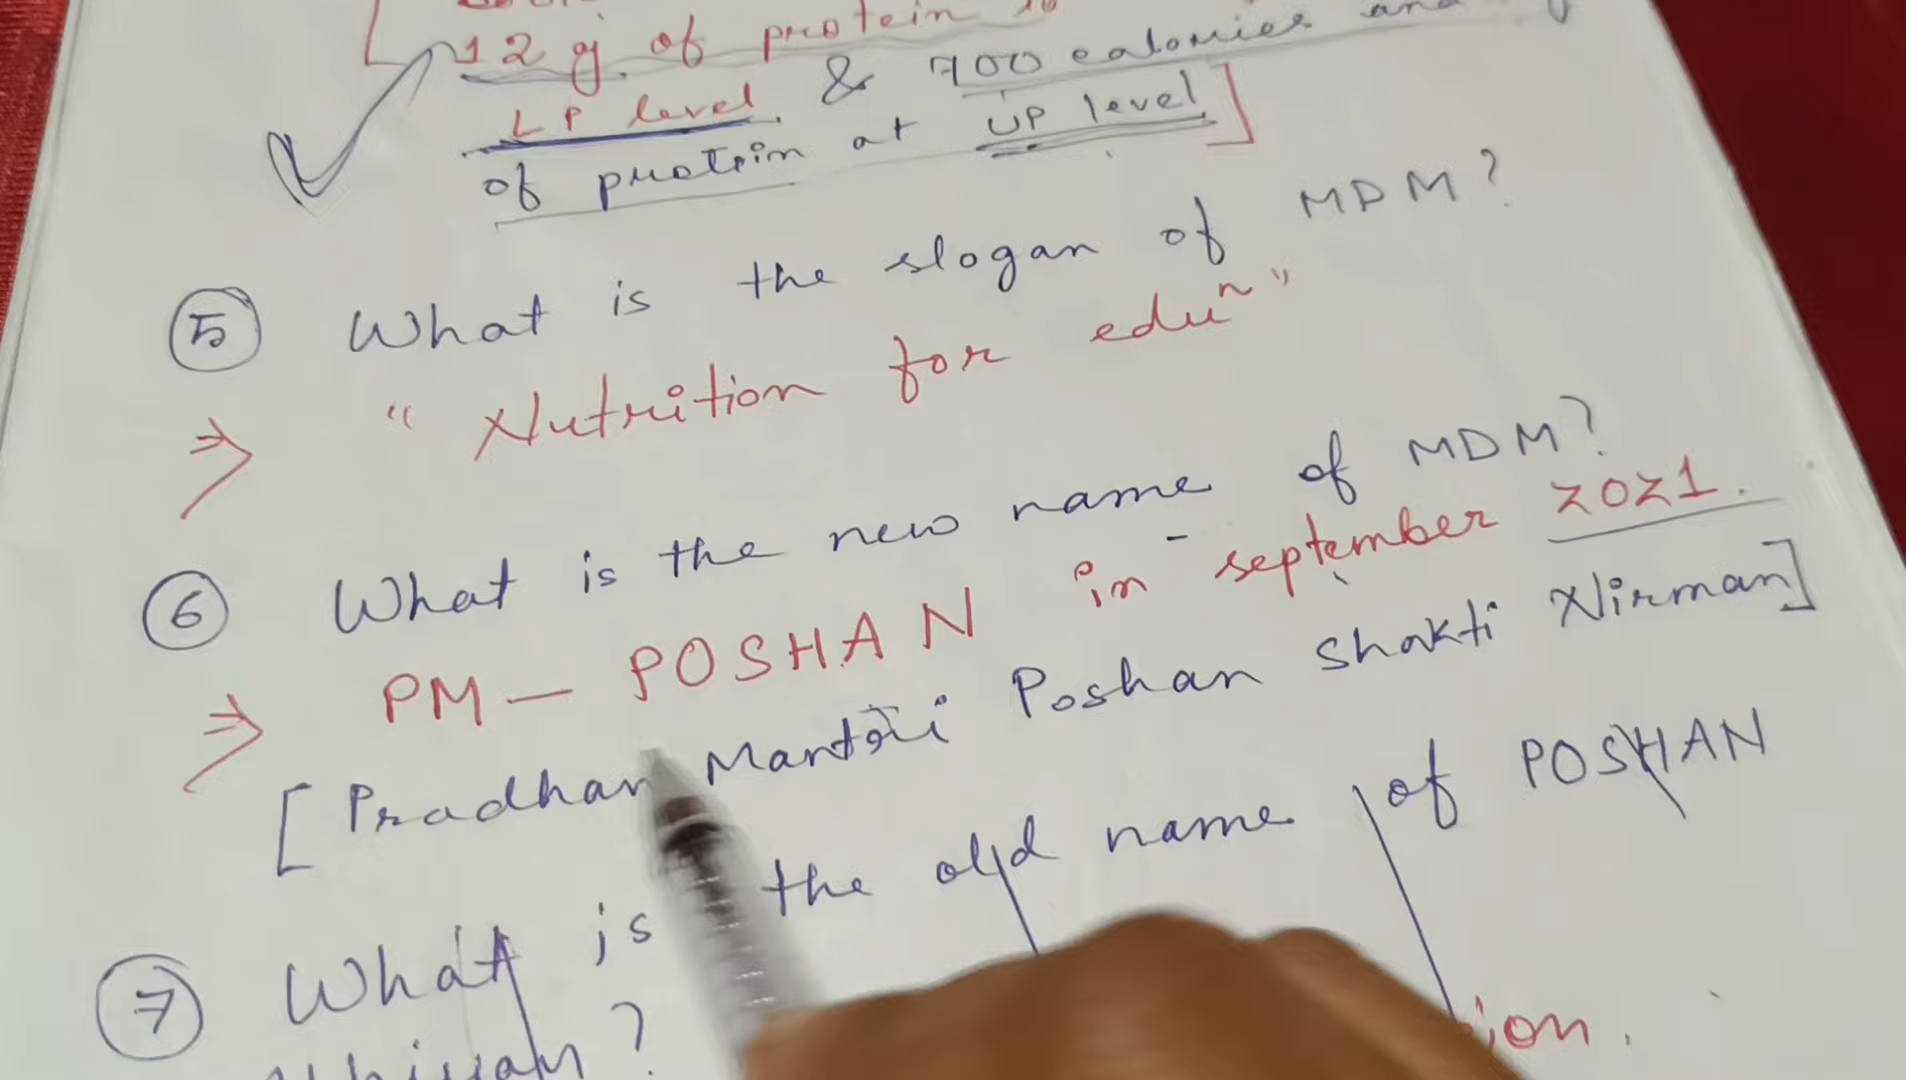 12 g. of protein
LP level. & 700 calories and
of protein at UP level]
5 What is the slogan of MDM?
⇒ "Nutrition for eduⁿ"
6 What is the new name of MDM?
⇒ PM - POSHAN in september 2021.
[Pradhan Mantri Poshan Shakti Nirman]
7 What is the old name of POSHAN
?